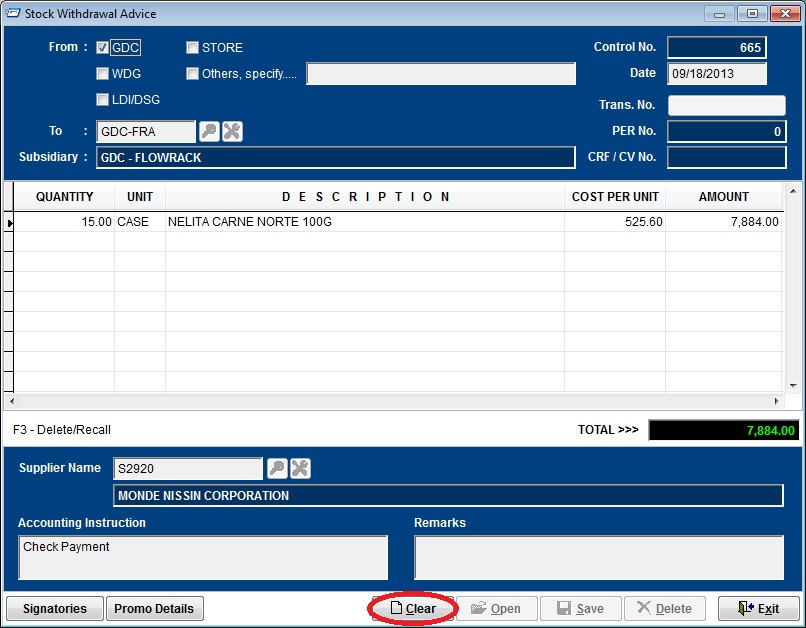 Stock Withdrawal Advice
From : GDC STORE Control No. 665
WDG Others, specify..... Date 09/18/2013
LDI/DSG Trans. No.
To : GDC-FRA PER No. 0
Subsidiary : GDC - FLOWRACK CRF / CV No.
QUANTITY UNIT DESCRIPTION COST PER UNIT AMOUNT
15.00 CASE NELITA CARNE NORTE 100G 525.60 7,884.00
F3 - Delete/Recall TOTAL >>> 7,884.00
Supplier Name S2920
MONDE NISSIN CORPORATION
Accounting Instruction Remarks
Check Payment
Signatories Promo Details Clear Open Save Delete Exit